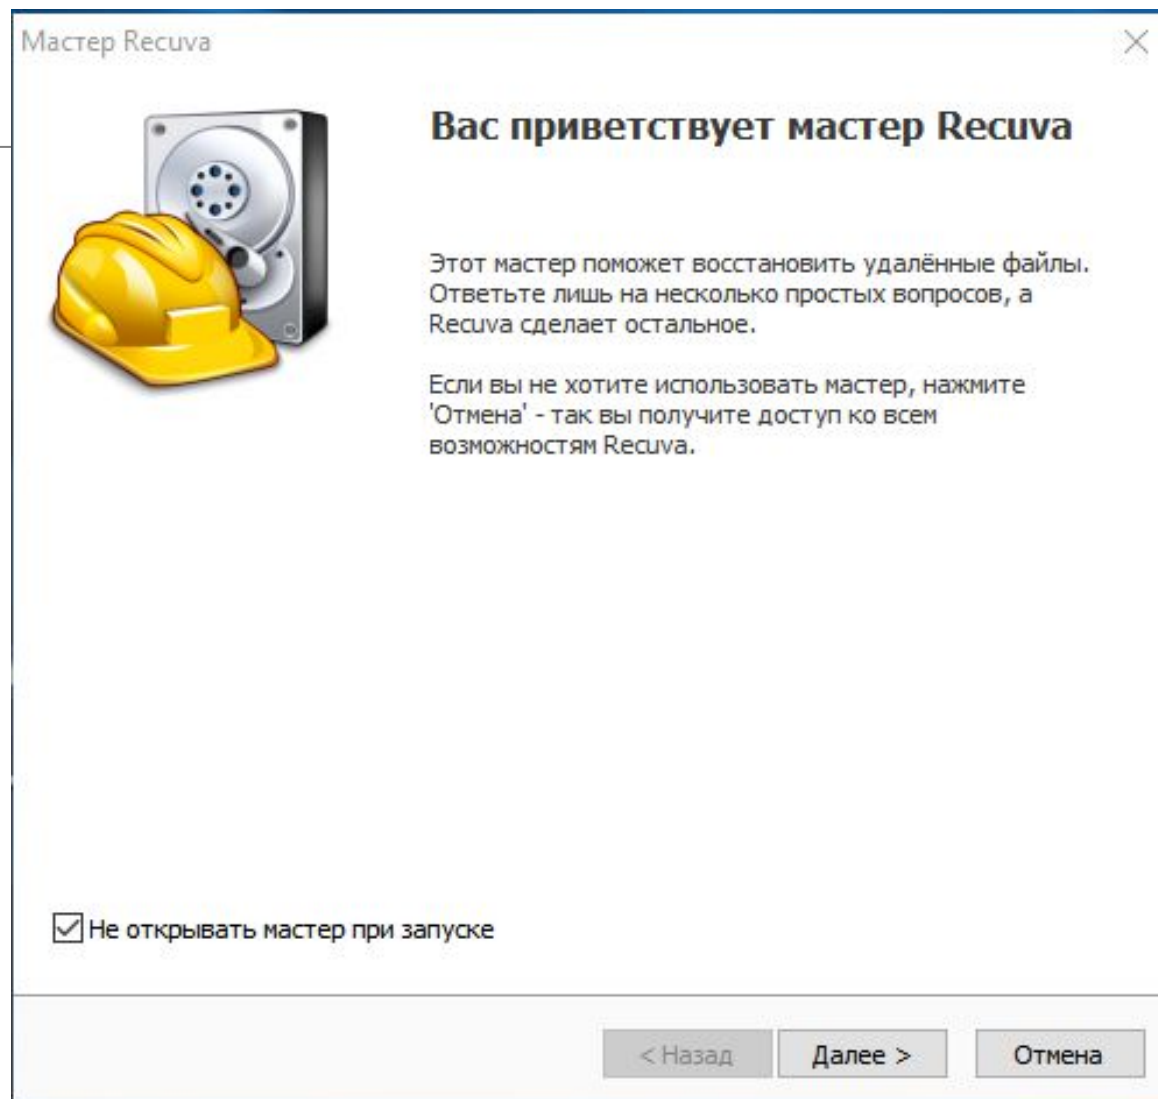 Мастер Recuva
Вас приветствует мастер Recuva
Этот мастер поможет восстановить удалённые файлы.
Ответьте лишь на несколько простых вопросов, а
Recuva сделает остальное.
Если вы не хотите использовать мастер, нажмите
'Отмена' - так вы получите доступ ко всем
возможностям Recuva.
Не открывать мастер при запуске
< Назад
Далее >
Отмена